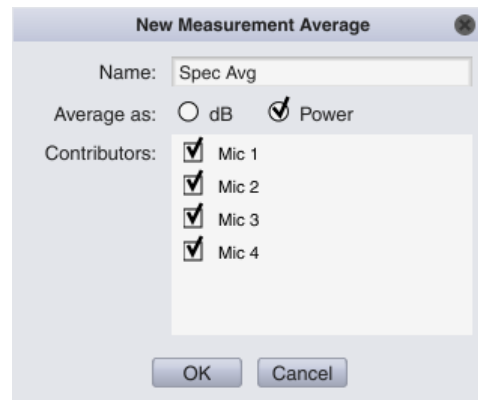 New Measurement Average
Name: Spec Avg
Average as: dB Power
Contributors: Mic 1
Mic 2
Mic 3
Mic 4
OK Cancel